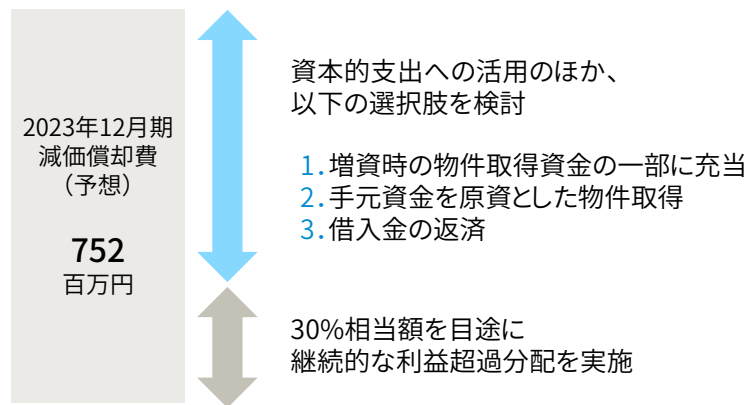 2023年12月期
減価償却費
（予想）
752
百万円
資本的支出への活用のほか、
以下の選択肢を検討
1.増資時の物件取得資金の一部に充当
2.手元資金を原資とした物件取得
3.借入金の返済
30%相当額を目途に
継続的な利益超過分配を実施